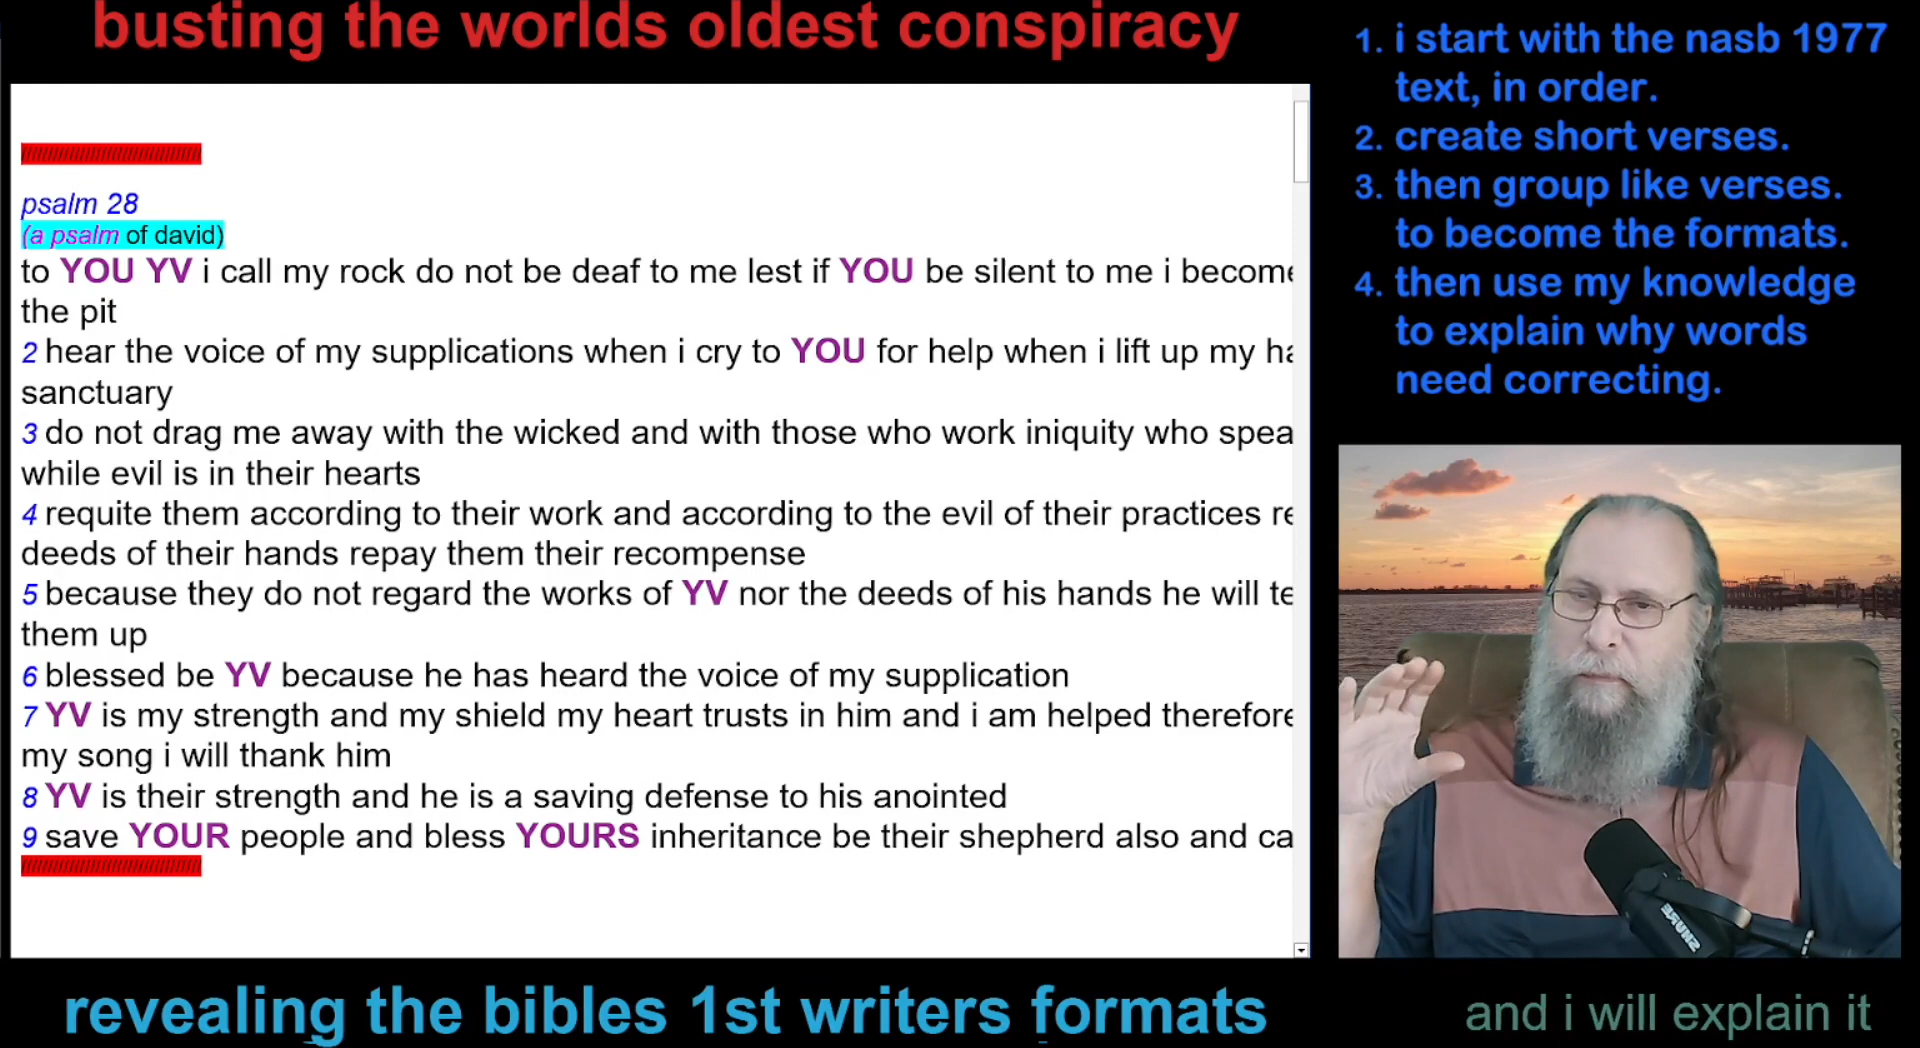 busting the worlds oldest conspiracy
psalm 28
(a psalm of david)
to YOU YV i call my rock do not be deaf to me lest if YOU be silent to me i become
the pit
2 hear the voice of my supplications when i cry to YOU for help when i lift up my ha
sanctuary
3 do not drag me away with the wicked and with those who work iniquity who spea
while evil is in their hearts
4 requite them according to their work and according to the evil of their practices re
deeds of their hands repay them their recompense
5 because they do not regard the works of YV nor the deeds of his hands he will te
them up
6 blessed be YV because he has heard the voice of my supplication
7 YV is my strength and my shield my heart trusts in him and i am helped therefore
my song i will thank him
8 YV is their strength and he is a saving defense to his anointed
9 save YOUR people and bless YOURS inheritance be their shepherd also and ca
1. i start with the nasb 1977
text, in order.
2. create short verses.
3. then group like verses.
to become the formats.
4. then use my knowledge
to explain why words
need correcting.
SHURE
revealing the bibles 1st writers formats
and i will explain it